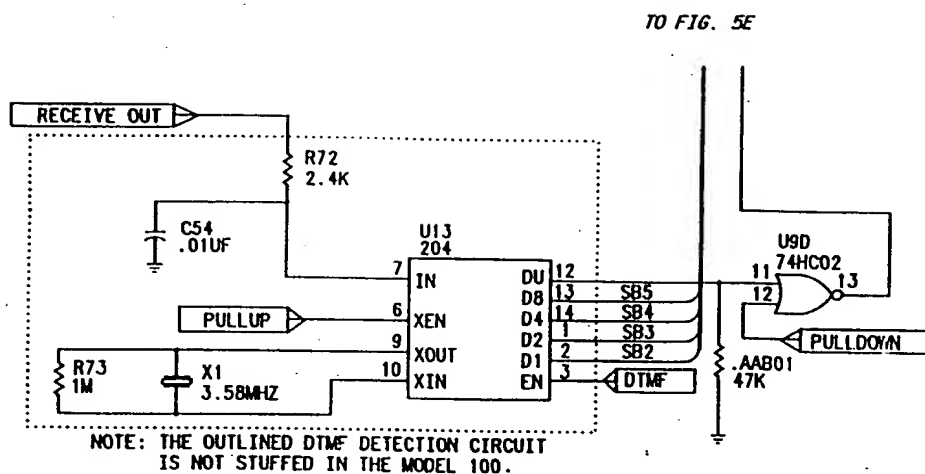 TO FIG. 5E
RECEIVE OUT
R72
2.4K
C54
.01UF
U13
204
7 IN
DU 12
D8 13
SB5
6 XEN
D4 14
SB4
PULLUP
D2 1
SB3
9 XOUT
D1 2
SB2
10 XIN
EN 3
DTMF
R73
1M
X1
3.58MHZ
U9D
74HC02
11
12
13
PULLDOWN
.AAB01
47K
NOTE: THE OUTLINED DTMF DETECTION CIRCUIT
IS NOT STUFFED IN THE MODEL 100.